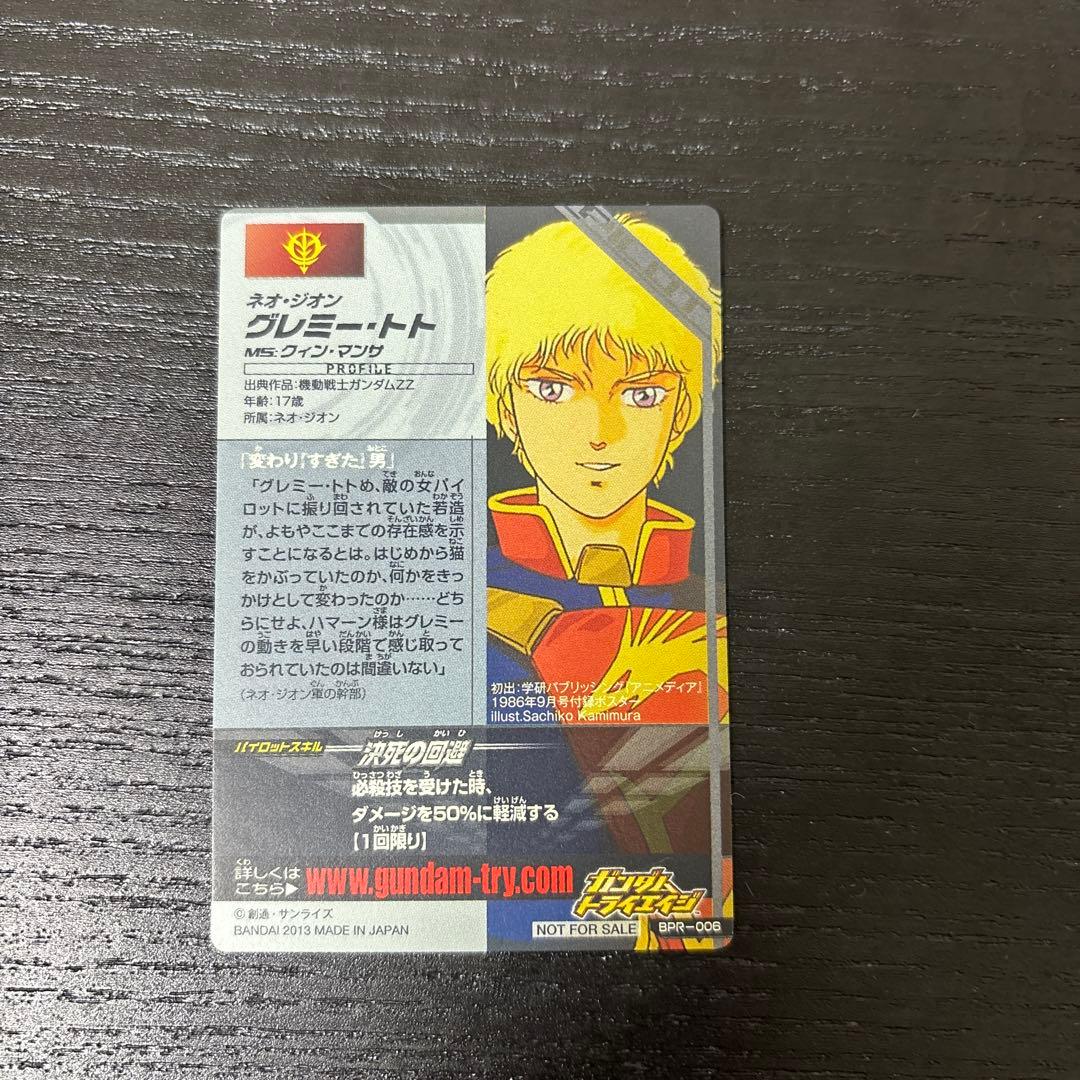 ネオ・ジオン
グレミー・トト
MS:クィン・マンサ
PROFILE
出典作品:機動戦士ガンダムZZ
年齢:17歳
所属:ネオ・ジオン
「変わり『すぎた』男」
「グレミー・トトめ、敵の女パイ
ロットに振り回されていた若造
が、よもやここまでの存在感を示
すことになるとは。はじめから猫
をかぶっていたのか、何かをきっ
かけとして変わったのか……どち
らにせよ、ハマーン様はグレミー
の動きを早い段階で感じ取って
おられていたのは間違いない」
(ネオ・ジオン軍の幹部)
初出:学研パブリッシング『アニメディア』
1986年9月号付録ポスター
illust.Sachiko Kamimura
パイロットスキル 決死の回避
必殺技を受けた時、
ダメージを50%に軽減する
【1回限り】
詳しくは
こちら▶ www.gundam-try.com
ガンダム
トライエイジ
©創通・サンライズ
BANDAI 2013 MADE IN JAPAN
NOT FOR SALE BPR-006